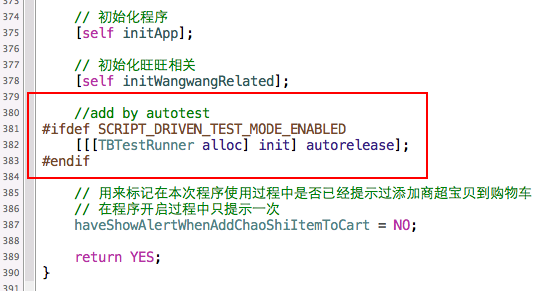 374 // 初始化程序
375 [self initApp];
376
377 // 初始化旺旺相关
378 [self initWangwangRelated];
379
380 //add by autotest
381 #ifdef SCRIPT_DRIVEN_TEST_MODE_ENABLED
382 [[[TBTestRunner alloc] init] autorelease];
383 #endif
384
385 // 用来标记在本次程序使用过程中是否已经提示过添加商超宝贝到购物车
386 // 在程序开启过程中只提示一次
387 haveShowAlertWhenAddChaoShiItemToCart = NO;
388
389 return YES;
390 }
391